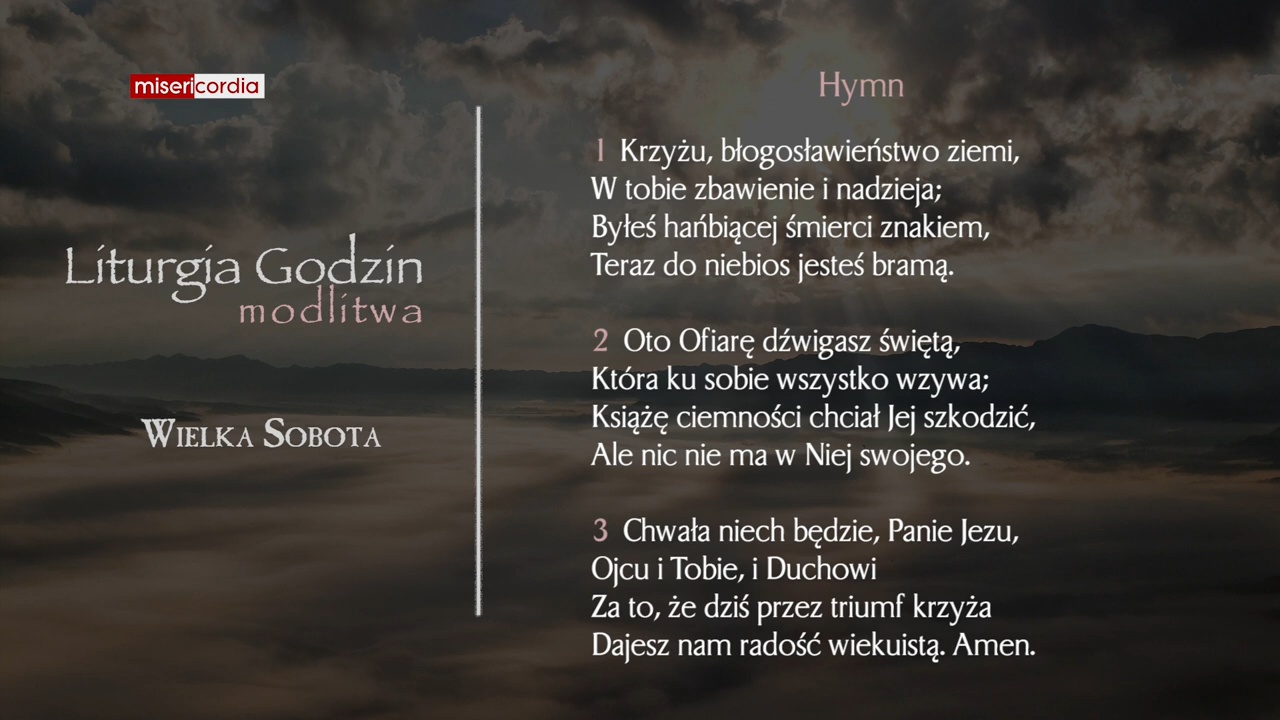 misericordia
Liturgia Godzin
modlitwa
Wielka Sobota
Hymn
1 Krzyżu, błogosławieństwo ziemi,
W tobie zbawienie i nadzieja;
Byłeś hańbiącej śmierci znakiem,
Teraz do niebios jesteś bramą.
2 Oto Ofiarę dźwigasz świętą,
Która ku sobie wszystko wzywa;
Książę ciemności chciał Jej szkodzić,
Ale nic nie ma w Niej swojego.
3 Chwała niech będzie, Panie Jezu,
Ojcu i Tobie, i Duchowi
Za to, że dziś przez triumf krzyża
Dajesz nam radość wiekuistą. Amen.